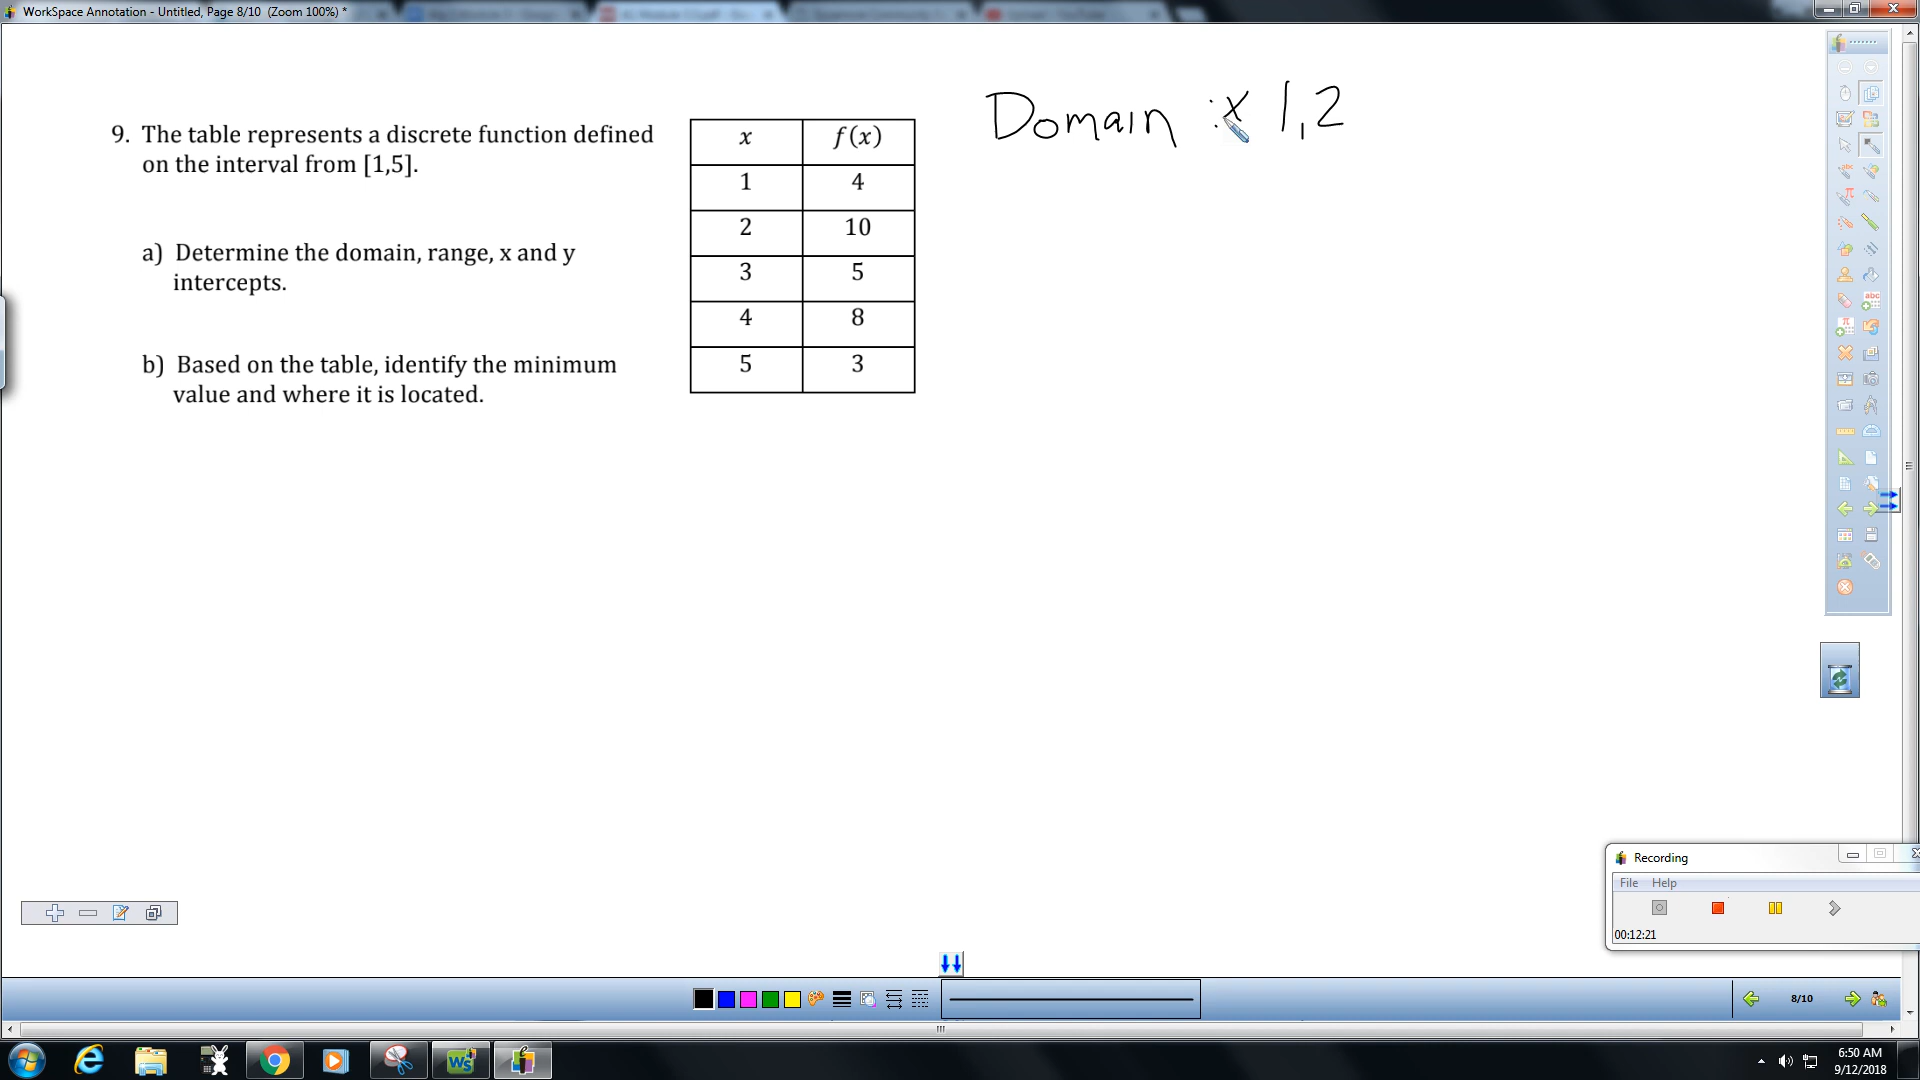 WorkSpace Annotation - Untitled, Page 8/10 (Zoom 100%) *
Domain : x 1,2
9. The table represents a discrete function defined
on the interval from [1,5].
a) Determine the domain, range, x and y
intercepts.
b) Based on the table, identify the minimum
value and where it is located.
x f(x)
1 4
2 10
3 5
4 8
5 3
Recording
File Help
00:12:21
8/10
6:50 AM
9/12/2018